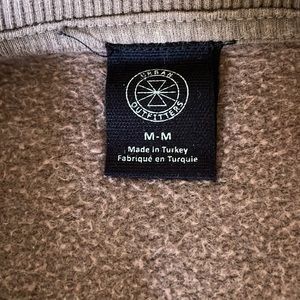 URBAN
OUTFITTERS
M-M
Made in Turkey
Fabriqué en Turquie